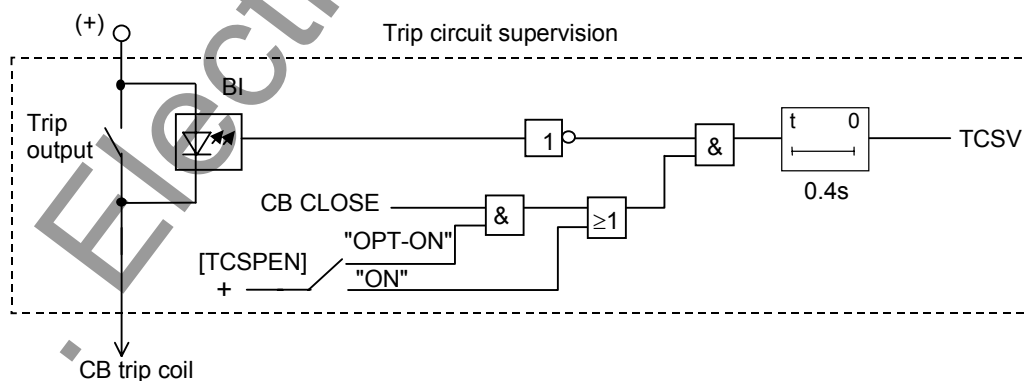 (+)
Trip circuit supervision
BI
Trip
output
1
&
t 0
TCSV
0.4s
CB CLOSE
&
≥1
"OPT-ON"
[TCSPEN]
+
"ON"
CB trip coil
. Electri